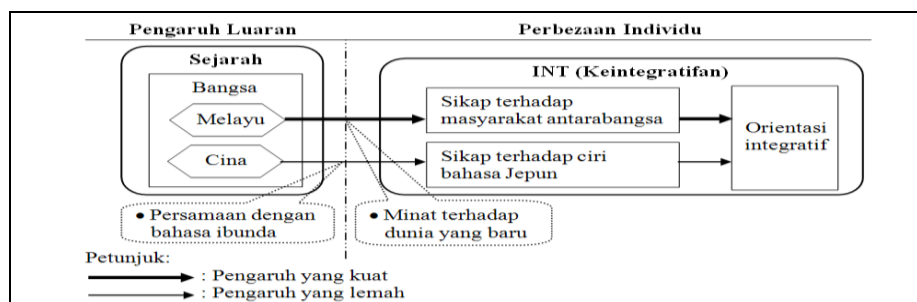 Pengaruh Luaran
Perbezaan Individu
Sejarah
Bangsa
Melayu
Cina
INT (Keintegratifan)
Sikap terhadap
masyarakat antarabangsa
Sikap terhadap ciri
bahasa Jepun
Orientasi
integratif
• Persamaan dengan
bahasa ibunda
• Minat terhadap
dunia yang baru
Petunjuk:
: Pengaruh yang kuat
: Pengaruh yang lemah